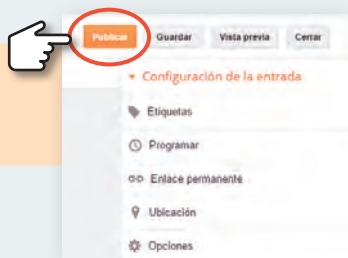 Publicar Guardar Vista previa Cerrar
Configuración de la entrada
Etiquetas
Programar
Enlace permanente
Ubicación
Opciones